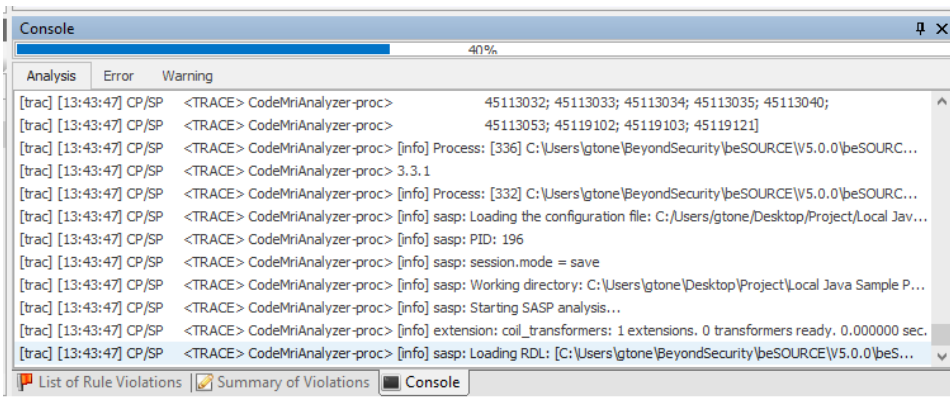 Console
40%
Analysis Error Warning
[trac] [13:43:47] CP/SP <TRACE> CodeMriAnalyzer-proc> 45113032; 45113033; 45113034; 45113035; 45113040;
[trac] [13:43:47] CP/SP <TRACE> CodeMriAnalyzer-proc> 45113053; 45119102; 45119103; 45119121]
[trac] [13:43:47] CP/SP <TRACE> CodeMriAnalyzer-proc> [info] Process: [336] C:\Users\gtone\BeyondSecurity\beSOURCE\V5.0.0\beSOURC...
[trac] [13:43:47] CP/SP <TRACE> CodeMriAnalyzer-proc> 3.3.1
[trac] [13:43:47] CP/SP <TRACE> CodeMriAnalyzer-proc> [info] Process: [332] C:\Users\gtone\BeyondSecurity\beSOURCE\V5.0.0\beSOURC...
[trac] [13:43:47] CP/SP <TRACE> CodeMriAnalyzer-proc> [info] sasp: Loading the configuration file: C:/Users/gtone/Desktop/Project/Local Jav...
[trac] [13:43:47] CP/SP <TRACE> CodeMriAnalyzer-proc> [info] sasp: PID: 196
[trac] [13:43:47] CP/SP <TRACE> CodeMriAnalyzer-proc> [info] sasp: session.mode = save
[trac] [13:43:47] CP/SP <TRACE> CodeMriAnalyzer-proc> [info] sasp: Working directory: C:\Users\gtone\Desktop\Project\Local Java Sample P...
[trac] [13:43:47] CP/SP <TRACE> CodeMriAnalyzer-proc> [info] sasp: Starting SASP analysis...
[trac] [13:43:47] CP/SP <TRACE> CodeMriAnalyzer-proc> [info] extension: coil_transformers: 1 extensions. 0 transformers ready. 0.000000 sec.
[trac] [13:43:47] CP/SP <TRACE> CodeMriAnalyzer-proc> [info] sasp: Loading RDL: [C:\Users\gtone\BeyondSecurity\beSOURCE\V5.0.0\beS...
List of Rule Violations Summary of Violations Console